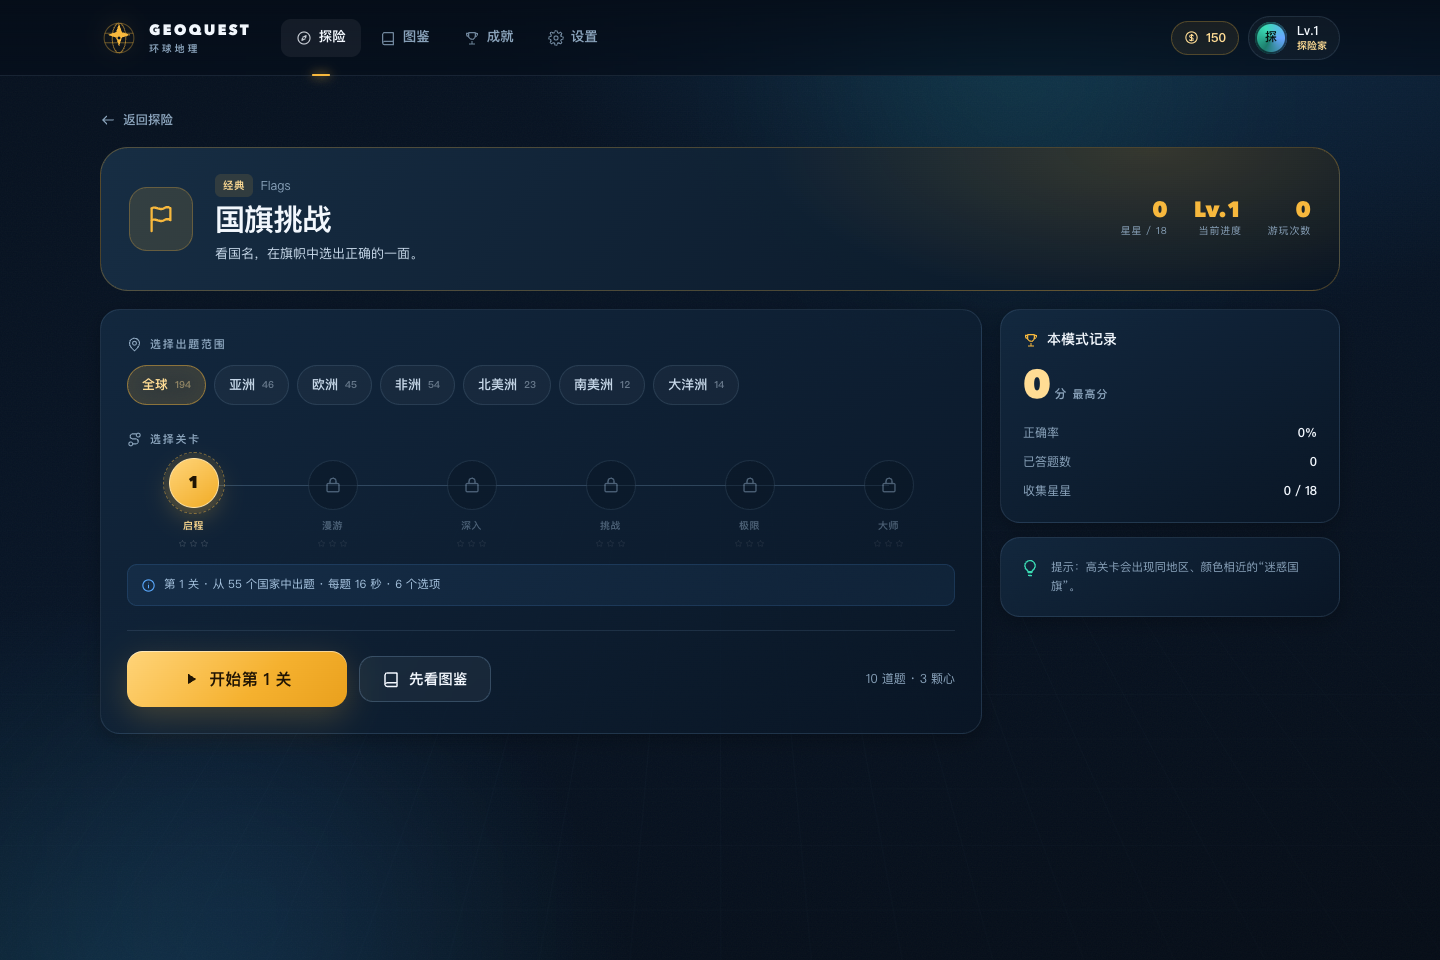 GEOQUEST
环球地理
探险
图鉴
成就
设置
150
探
Lv.1
探险家
返回探险
经典 Flags
国旗挑战
看国名，在旗帜中选出正确的一面。
0
星星 / 18
Lv.1
当前进度
0
游玩次数
选择出题范围
全球 194
亚洲 46
欧洲 45
非洲 54
北美洲 23
南美洲 12
大洋洲 14
选择关卡
1
启程
漫游
深入
挑战
极限
大师
第 1 关 · 从 55 个国家中出题 · 每题 16 秒 · 6 个选项
开始第 1 关
先看图鉴
10 道题 · 3 颗心
本模式记录
0 分 最高分
正确率 0%
已答题数 0
收集星星 0 / 18
提示：高关卡会出现同地区、颜色相近的“迷惑国
旗”。